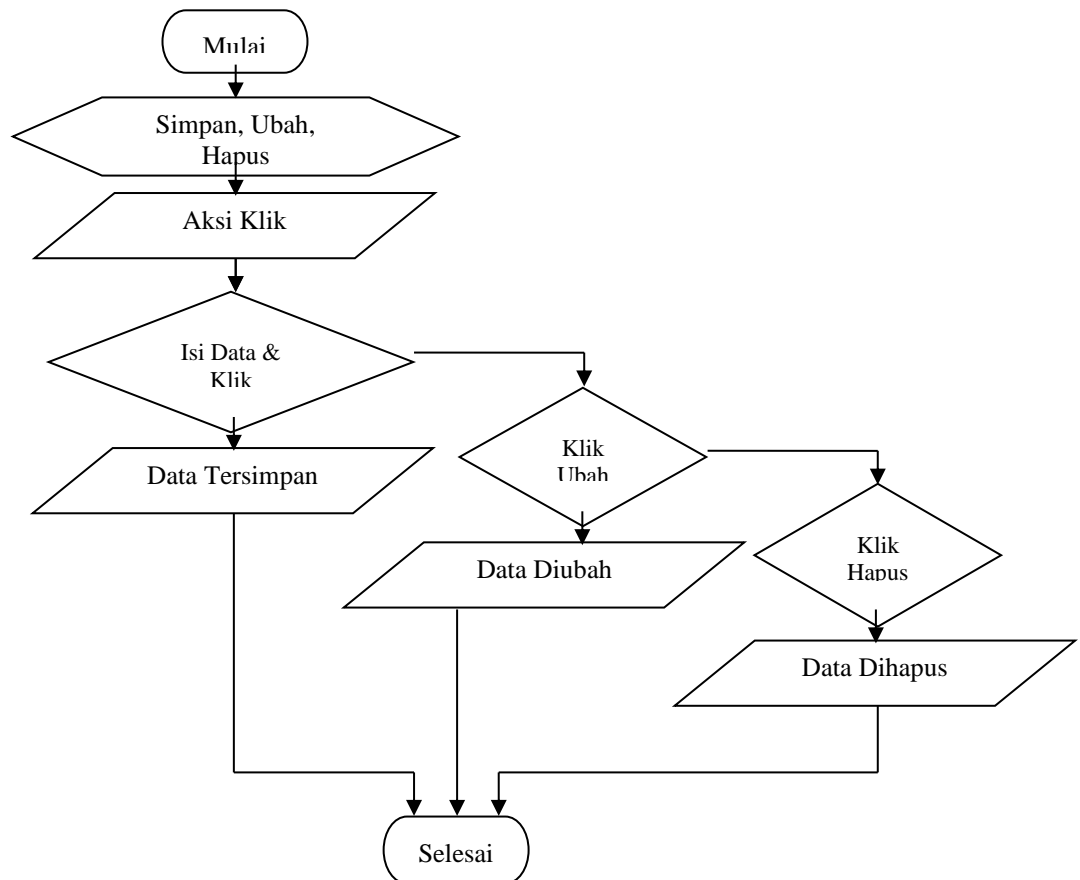 Mulai
Simpan, Ubah,
Hapus
Aksi Klik
Isi Data &
Klik
Data Tersimpan
Klik
Ubah
Data Diubah
Klik
Hapus
Data Dihapus
Selesai